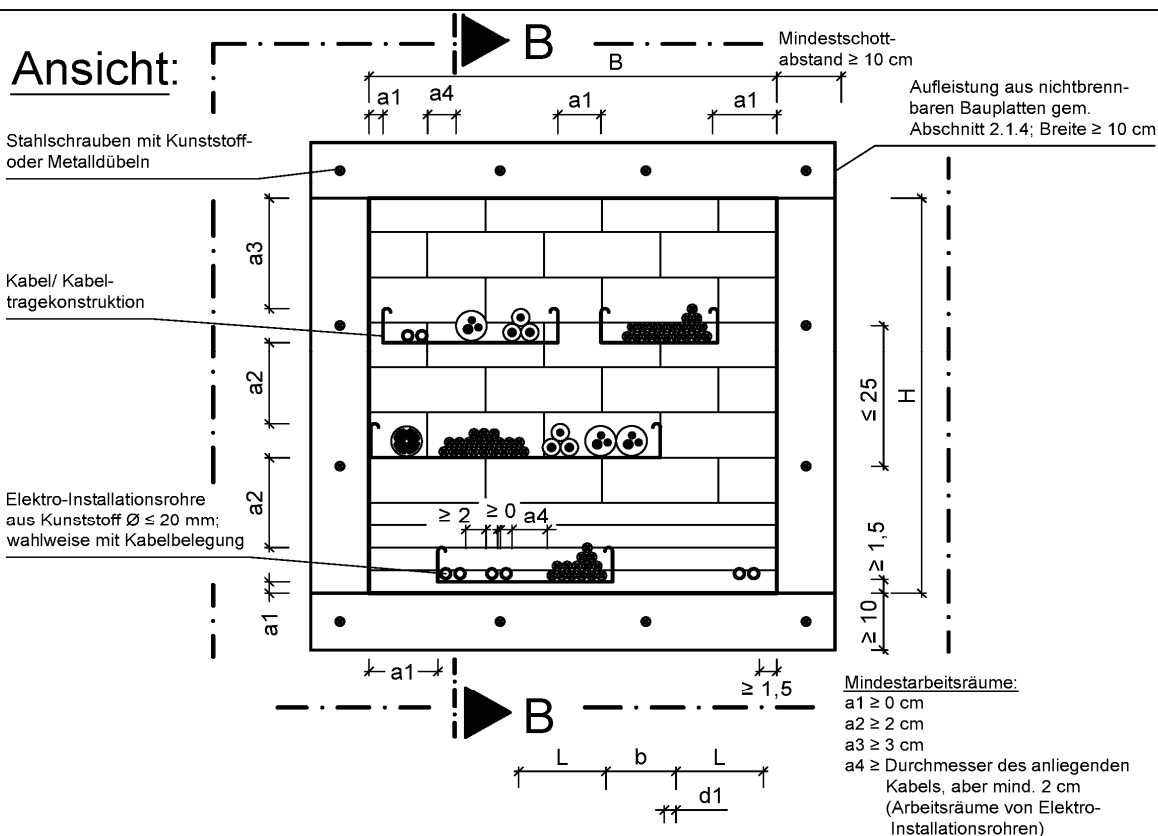 Ansicht:
B
Mindestschott-
abstand ≥ 10 cm
B
a1
a4
a1
a1
Aufleistung aus nichtbrenn-
baren Bauplatten gem.
Abschnitt 2.1.4; Breite ≥ 10 cm
Stahlschrauben mit Kunststoff-
oder Metalldübeln
a3
Kabel/ Kabel-
tragekonstruktion
a2
≤ 25
H
a2
Elektro-Installationsrohre
aus Kunststoff Ø ≤ 20 mm;
wahlweise mit Kabelbelegung
≥ 2
≥ 0
a4
≥ 1,5
a1
≥ 10
a1
≥ 1,5
B
Mindestarbeitsräume:
a1 ≥ 0 cm
a2 ≥ 2 cm
a3 ≥ 3 cm
a4 ≥ Durchmesser des anliegenden
Kabels, aber mind. 2 cm
(Arbeitsräume von Elektro-
Installationsrohren)
L
b
L
d1